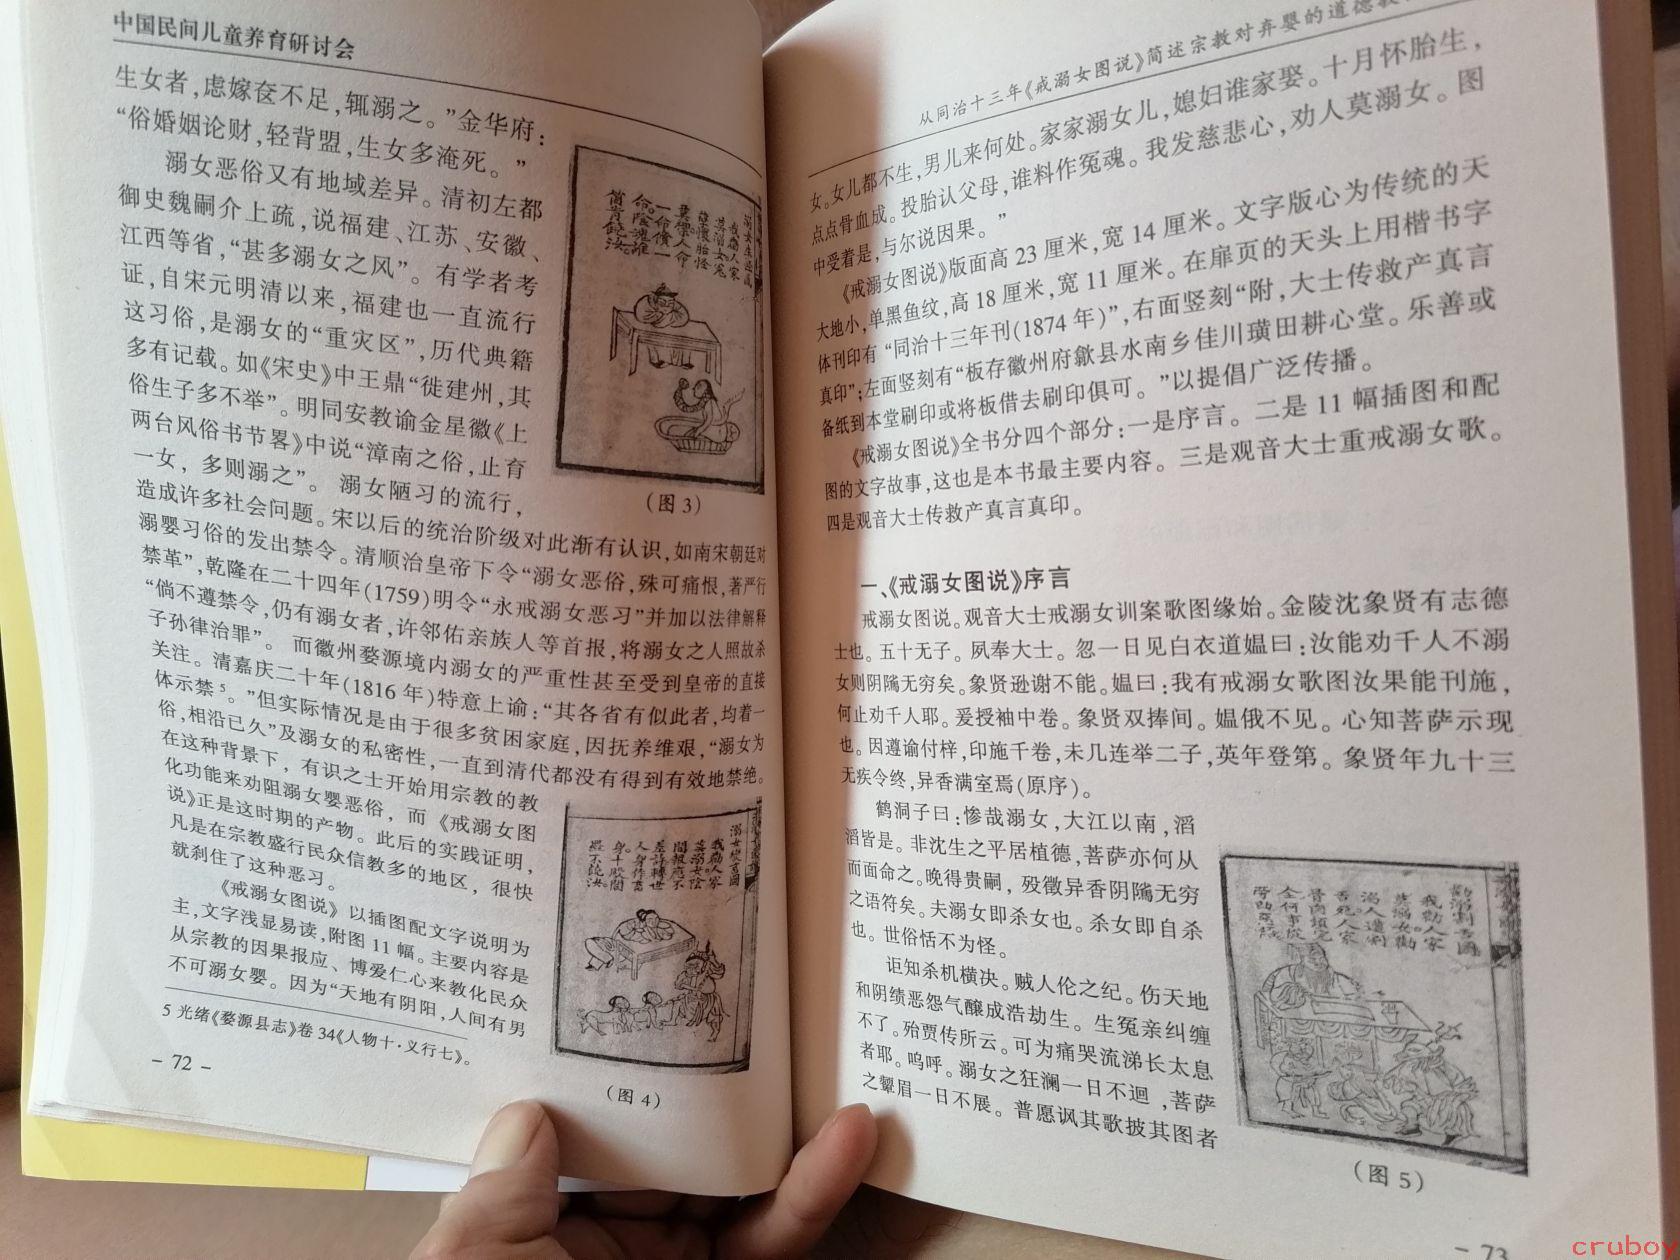 中国民间儿童养育研讨会
生女者，虑嫁奁不足，辄溺之。”金华府：
“俗婚姻论财，轻背盟，生女多淹死。”
溺女恶俗又有地域差异。清初左都
御史魏嗣介上疏，说福建、江苏、安徽、
江西等省，“甚多溺女之风”。有学者考
证，自宋元明清以来，福建也一直流行
这习俗，是溺女的“重灾区”，历代典籍
多有记载。如《宋史》中王鼎“徙建州，其
俗生子多不举”。明同安教谕金星徽《上
两台风俗书节畧》中说“漳南之俗，止育
一女，多则溺之”。溺女陋习的流行，
造成许多社会问题。宋以后的统治阶级对此渐有认识，如南宋朝廷对
溺婴习俗的发出禁令。清顺治皇帝下令“溺女恶俗，殊可痛恨，著严行
禁革”，乾隆在二十四年(1759)明令“永戒溺女恶习”并加以法律解释
“倘不遵禁令，仍有溺女者，许邻佑亲族人等首报，将溺女之人照故杀
子孙律治罪”。而徽州婺源境内溺女的严重性甚至受到皇帝的直接
关注。清嘉庆二十年(1816年)特意上谕：“其各省有似此者，均着一
体示禁5。”但实际情况是由于很多贫困家庭，因抚养维艰，“溺女为
俗，相沿已久”及溺女的私密性，一直到清代都没有得到有效地禁绝。
在这种背景下，有识之士开始用宗教的教
化功能来劝阻溺女婴恶俗，而《戒溺女图
说》正是这时期的产物。此后的实践证明，
凡是在宗教盛行民众信教多的地区，很快
就刹住了这种恶习。
《戒溺女图说》以插图配文字说明为
主，文字浅显易读，附图11幅。主要内容是
从宗教的因果报应、博爱仁心来教化民众
不可溺女婴。因为“天地有阴阳，人间有男
5 光绪《婺源县志》卷34《人物十·义行七》。
- 72 -
我劝人家
莫溺女冤
一命償一
命陰魂誰
(图3)
我劝人家
莫溺女陰
間報應不
差許轉世
人身作畜
身
(图4)
从同治十三年《戒溺女图说》简述宗教对弃婴的道德教
女。女儿都不生，男儿来何处。家家溺女儿，媳妇谁家娶。十月怀胎生，
点点骨血成。投胎认父母，谁料作冤魂。我发慈悲心，劝人莫溺女。图
中受着是，与尔说因果。”
《戒溺女图说》版面高23厘米，宽14厘米。文字版心为传统的天
大地小，单黑鱼纹，高18厘米，宽11厘米。在扉页的天头上用楷书字
体刊印有“同治十三年刊(1874年)”，右面竖刻“附，大士传救产真言
真印”；左面竖刻有“板存徽州府歙县水南乡佳川璜田耕心堂。乐善或
备纸到本堂刷印或将板借去刷印俱可。”以提倡广泛传播。
《戒溺女图说》全书分四个部分：一是序言。二是11幅插图和配
图的文字故事，这也是本书最主要内容。三是观音大士重戒溺女歌。
四是观音大士传救产真言真印。
一、《戒溺女图说》序言
戒溺女图说。观音大士戒溺女训案歌图缘始。金陵沈象贤有志德
士也。五十无子。夙奉大士。忽一日见白衣道媪曰：汝能劝千人不溺
女则阴隲无穷矣。象贤逊谢不能。媪曰：我有戒溺女歌图汝果能刊施，
何止劝千人耶。爰授袖中卷。象贤双捧间。媪俄不见。心知菩萨示现
也。因遵谕付梓，印施千卷，未几连举二子，英年登第。象贤年九十三
无疾令终，异香满室焉(原序)。
鹤洞子曰：惨哉溺女，大江以南，滔
滔皆是。非沈生之平居植德，菩萨亦何从
而面命之。晚得贵嗣，殁徵异香阴隲无穷
之语符矣。夫溺女即杀女也。杀女即自杀
也。世俗恬不为怪。
讵知杀机横决。贼人伦之纪。伤天地
和阴绩恶怨气醸成浩劫生。生冤亲纠缠
不了。殆贾传所云。可为痛哭流涕长太息
者耶。呜呼。溺女之狂澜一日不迴，菩萨
之颦眉一日不展。普愿讽其歌披其图者
我劝人家
莫溺女劝
(图5)
- 73
cruboy